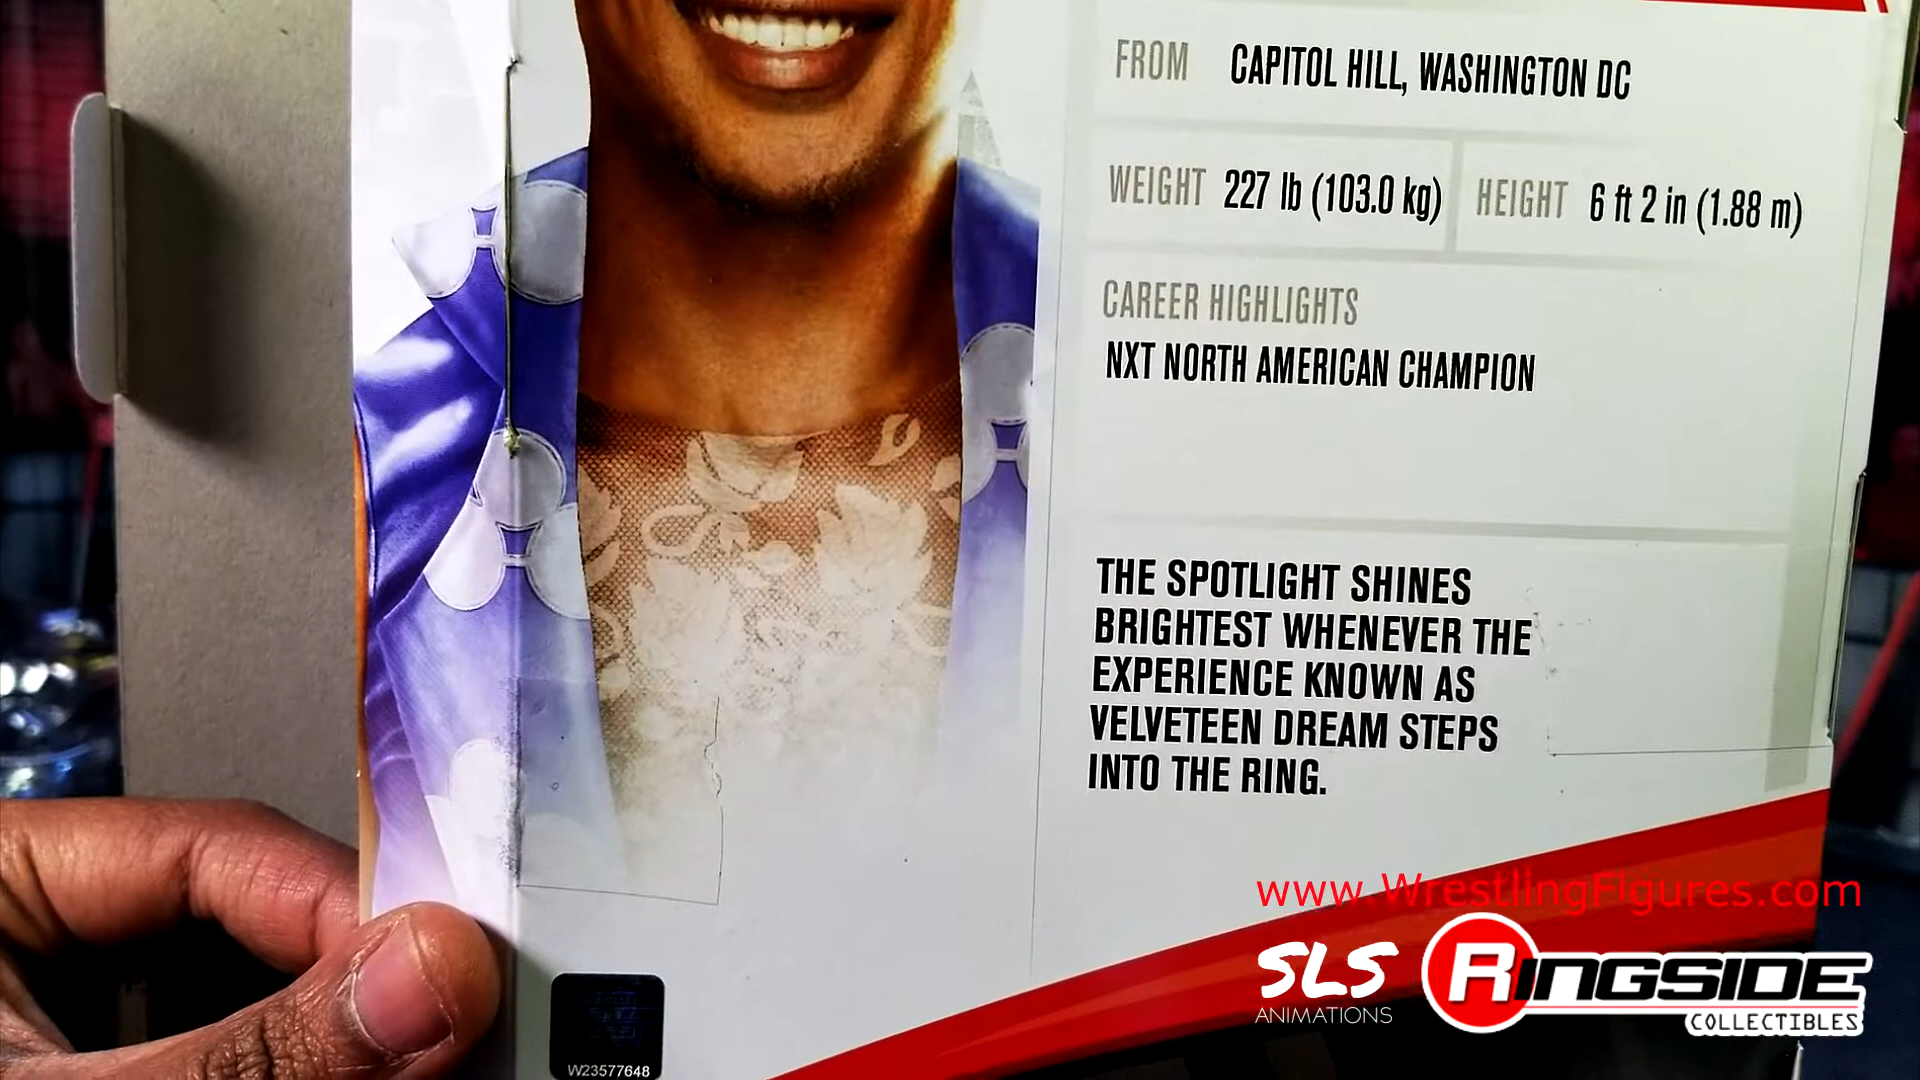 FROM CAPITOL HILL, WASHINGTON DC
WEIGHT 227 lb (103.0 kg) HEIGHT 6 ft 2 in (1.88 m)
CAREER HIGHLIGHTS
NXT NORTH AMERICAN CHAMPION
THE SPOTLIGHT SHINES
BRIGHTEST WHENEVER THE
EXPERIENCE KNOWN AS
VELVETEEN DREAM STEPS
INTO THE RING.
www.WrestlingFigures.com
SLS
ANIMATIONS
RINGSIDE
COLLECTIBLES
W23577648